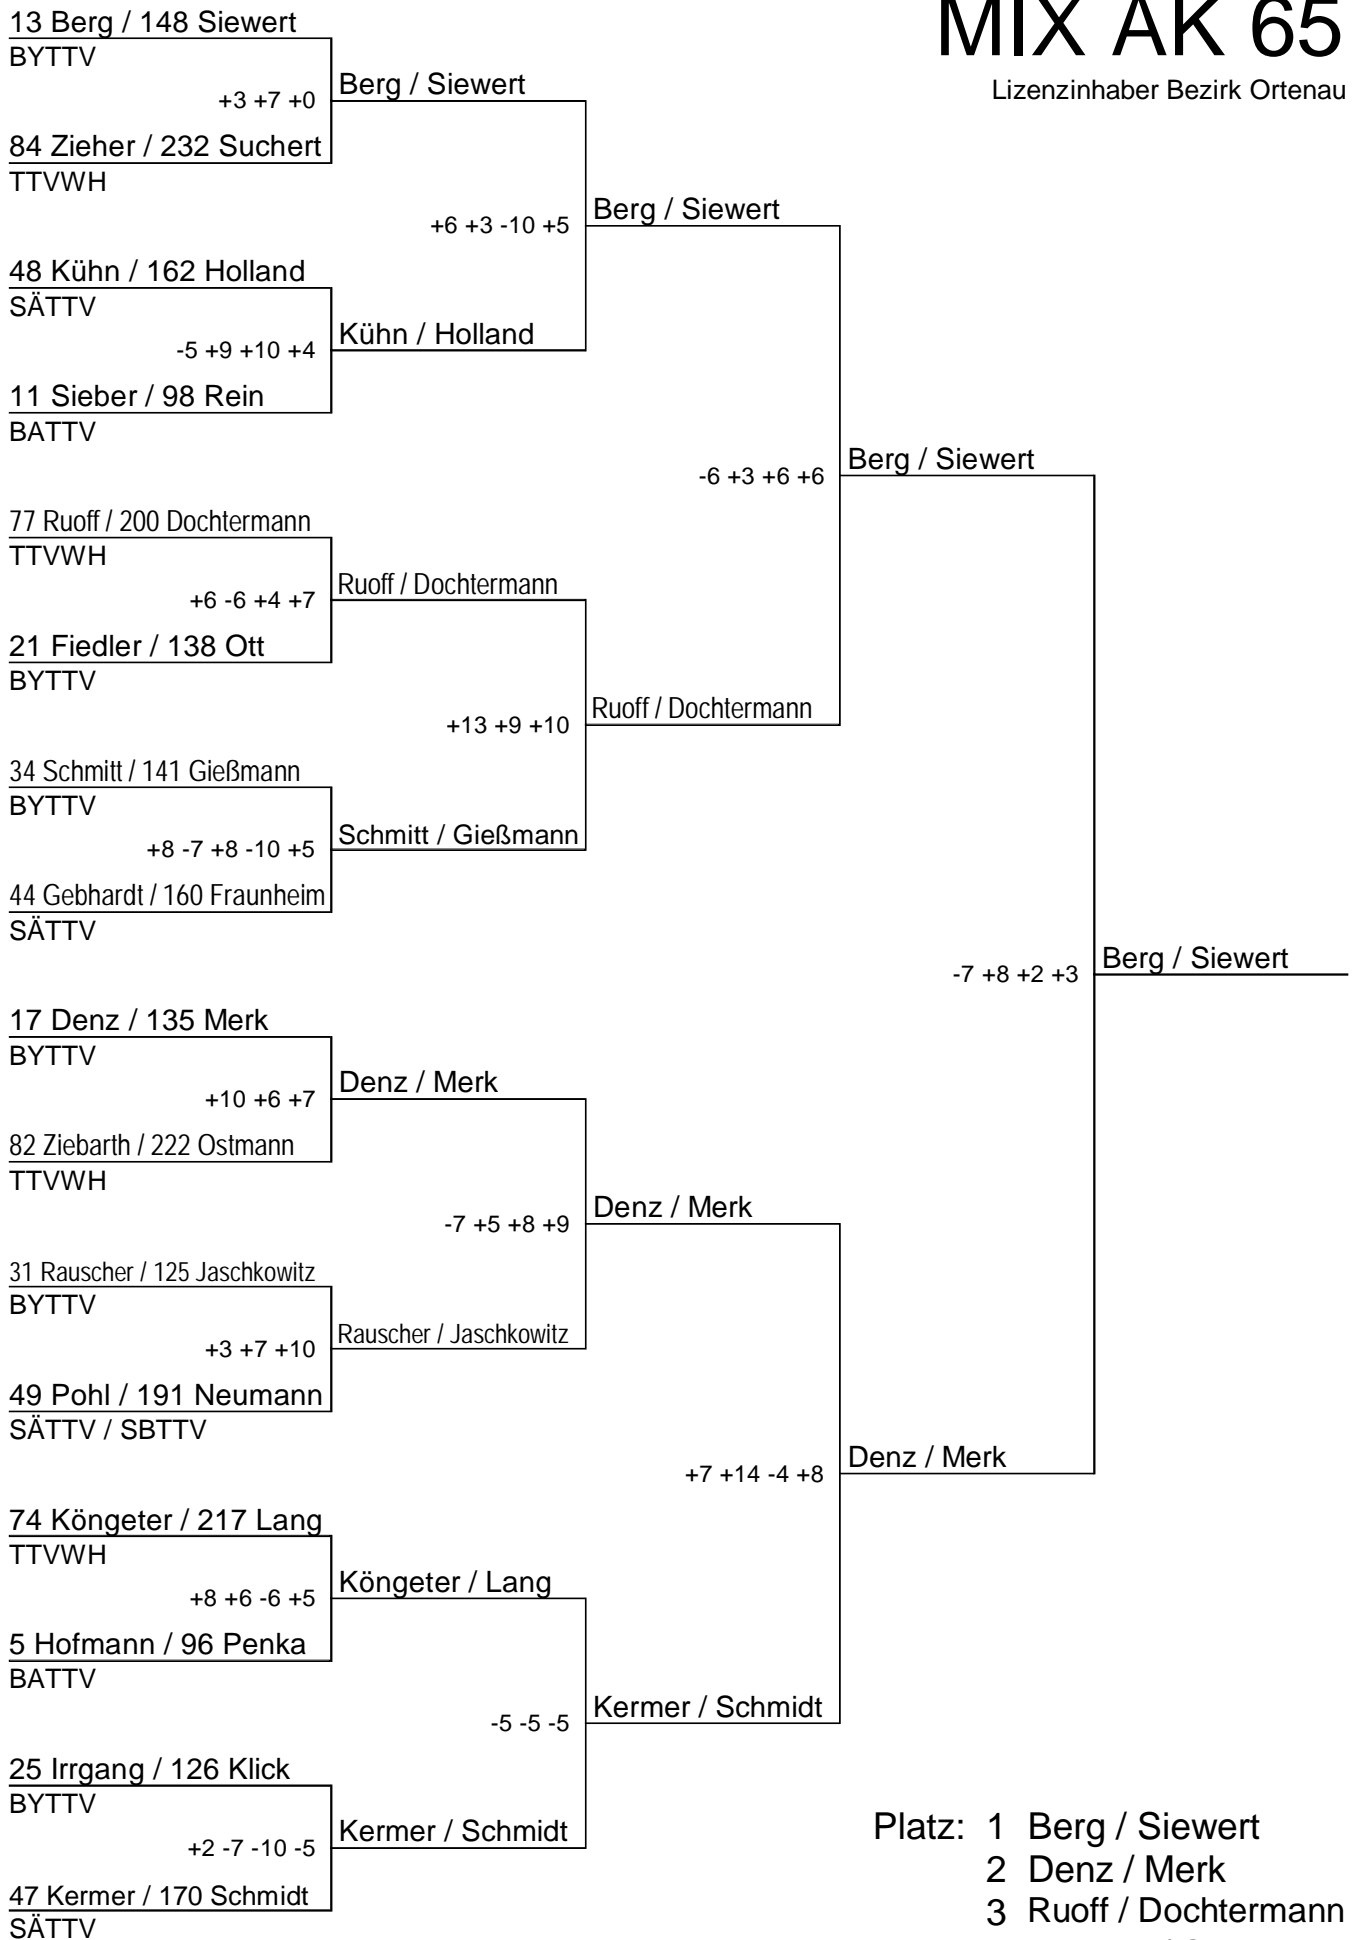 MIX AK 65
Lizenzinhaber Bezirk Ortenau
13 Berg / 148 Siewert
BYTTV
+3 +7 +0
Berg / Siewert
84 Zieher / 232 Suchert
TTVWH
+6 +3 -10 +5
Berg / Siewert
48 Kühn / 162 Holland
SÄTTV
-5 +9 +10 +4
Kühn / Holland
11 Sieber / 98 Rein
BATTV
-6 +3 +6 +6
Berg / Siewert
77 Ruoff / 200 Dochtermann
TTVWH
+6 -6 +4 +7
Ruoff / Dochtermann
21 Fiedler / 138 Ott
BYTTV
+13 +9 +10
Ruoff / Dochtermann
34 Schmitt / 141 Gießmann
BYTTV
+8 -7 +8 -10 +5
Schmitt / Gießmann
44 Gebhardt / 160 Fraunheim
SÄTTV
-7 +8 +2 +3
Berg / Siewert
17 Denz / 135 Merk
BYTTV
+10 +6 +7
Denz / Merk
82 Ziebarth / 222 Ostmann
TTVWH
-7 +5 +8 +9
Denz / Merk
31 Rauscher / 125 Jaschkowitz
BYTTV
+3 +7 +10
Rauscher / Jaschkowitz
49 Pohl / 191 Neumann
SÄTTV / SBTTV
+7 +14 -4 +8
Denz / Merk
74 Köngeter / 217 Lang
TTVWH
+8 +6 -6 +5
Köngeter / Lang
5 Hofmann / 96 Penka
BATTV
-5 -5 -5
Kermer / Schmidt
25 Irrgang / 126 Klick
BYTTV
+2 -7 -10 -5
Kermer / Schmidt
47 Kermer / 170 Schmidt
SÄTTV
Platz: 1 Berg / Siewert
2 Denz / Merk
3 Ruoff / Dochtermann